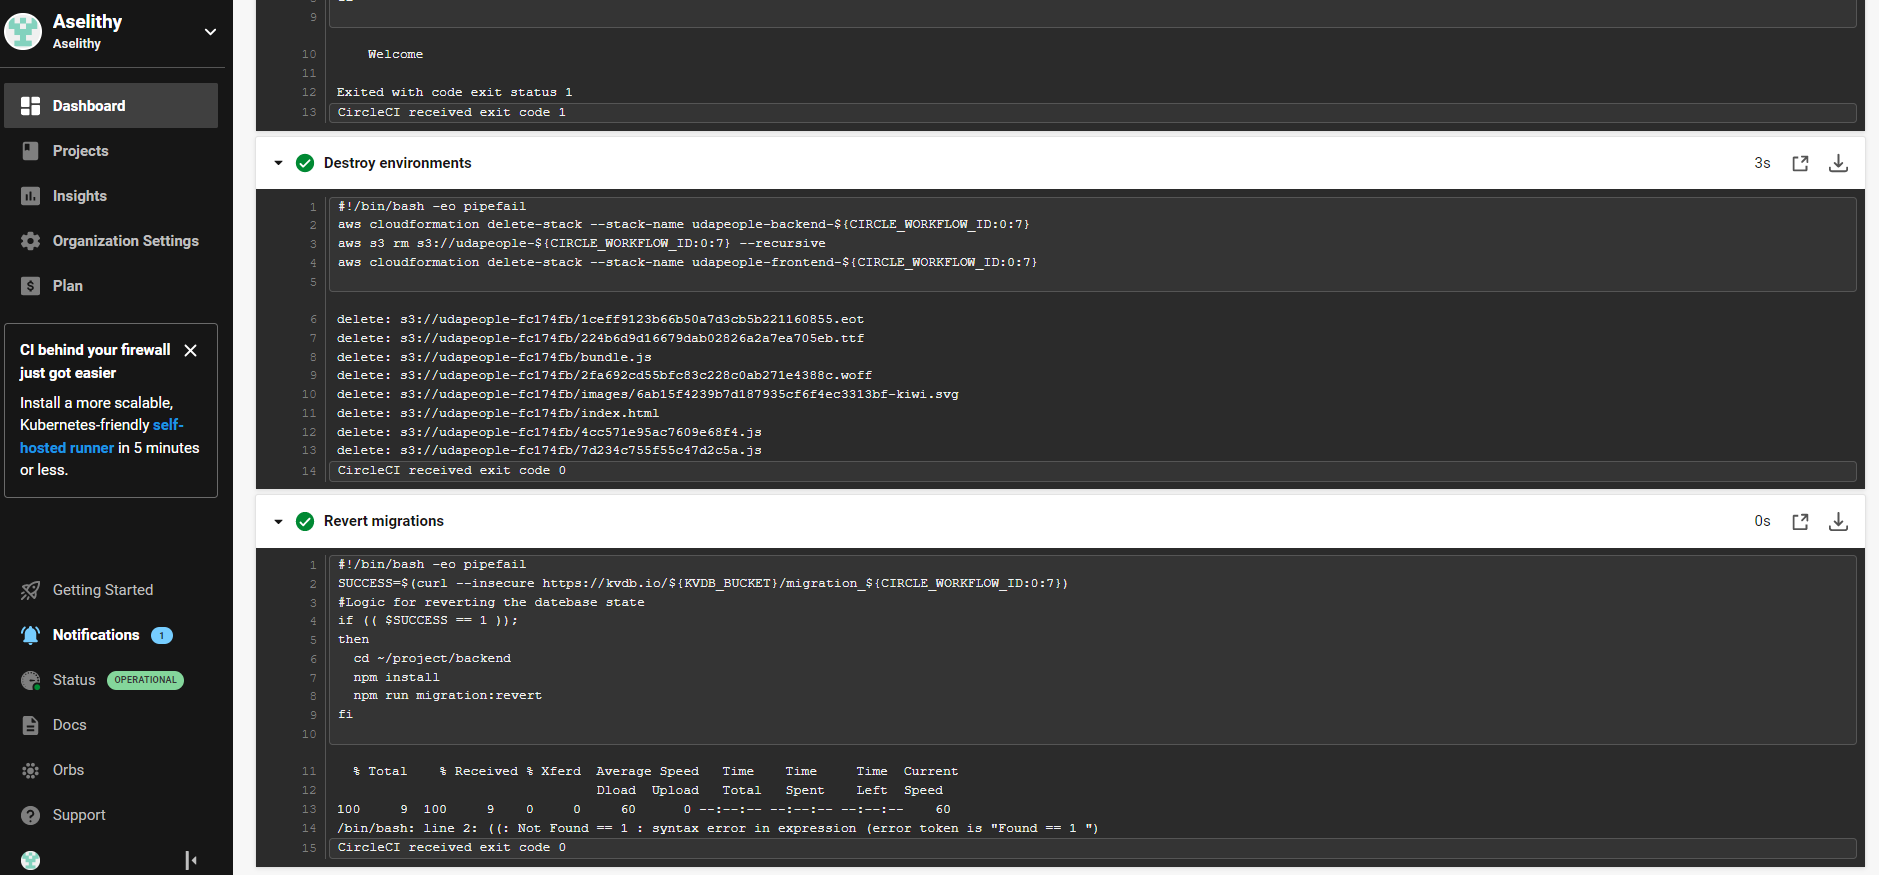 Aselithy
Aselithy
Dashboard
Projects
Insights
Organization Settings
Plan
CI behind your firewall
just got easier
Install a more scalable,
Kubernetes-friendly self-
hosted runner in 5 minutes
or less.
Getting Started
Notifications 1
Status OPERATIONAL
Docs
Orbs
Support
9
10 Welcome
11
12 Exited with code exit status 1
13 CircleCI received exit code 1
Destroy environments 3s
1 #!/bin/bash -eo pipefail
2 aws cloudformation delete-stack --stack-name udapeople-backend-${CIRCLE_WORKFLOW_ID:0:7}
3 aws s3 rm s3://udapeople-${CIRCLE_WORKFLOW_ID:0:7} --recursive
4 aws cloudformation delete-stack --stack-name udapeople-frontend-${CIRCLE_WORKFLOW_ID:0:7}
5
6 delete: s3://udapeople-fc174fb/1ceff9123b66b50a7d3cb5b221160855.eot
7 delete: s3://udapeople-fc174fb/224b6d9d16679dab02826a2a7ea705eb.ttf
8 delete: s3://udapeople-fc174fb/bundle.js
9 delete: s3://udapeople-fc174fb/2fa692cd55bfc83c228c0ab271e4388c.woff
10 delete: s3://udapeople-fc174fb/images/6ab15f4239b7d187935cf6f4ec3313bf-kiwi.svg
11 delete: s3://udapeople-fc174fb/index.html
12 delete: s3://udapeople-fc174fb/4cc571e95ac7609e68f4.js
13 delete: s3://udapeople-fc174fb/7d234c755f55c47d2c5a.js
14 CircleCI received exit code 0
Revert migrations 0s
1 #!/bin/bash -eo pipefail
2 SUCCESS=$(curl --insecure https://kvdb.io/${KVDB_BUCKET}/migration_${CIRCLE_WORKFLOW_ID:0:7})
3 #Logic for reverting the datebase state
4 if (( $SUCCESS == 1 ));
5 then
6 cd ~/project/backend
7 npm install
8 npm run migration:revert
9 fi
10
11 % Total % Received % Xferd Average Speed Time Time Time Current
12 Dload Upload Total Spent Left Speed
13 100 9 100 9 0 0 60 0 --:--:-- --:--:-- --:--:-- 60
14 /bin/bash: line 2: ((: Not Found == 1 : syntax error in expression (error token is "Found == 1 ")
15 CircleCI received exit code 0